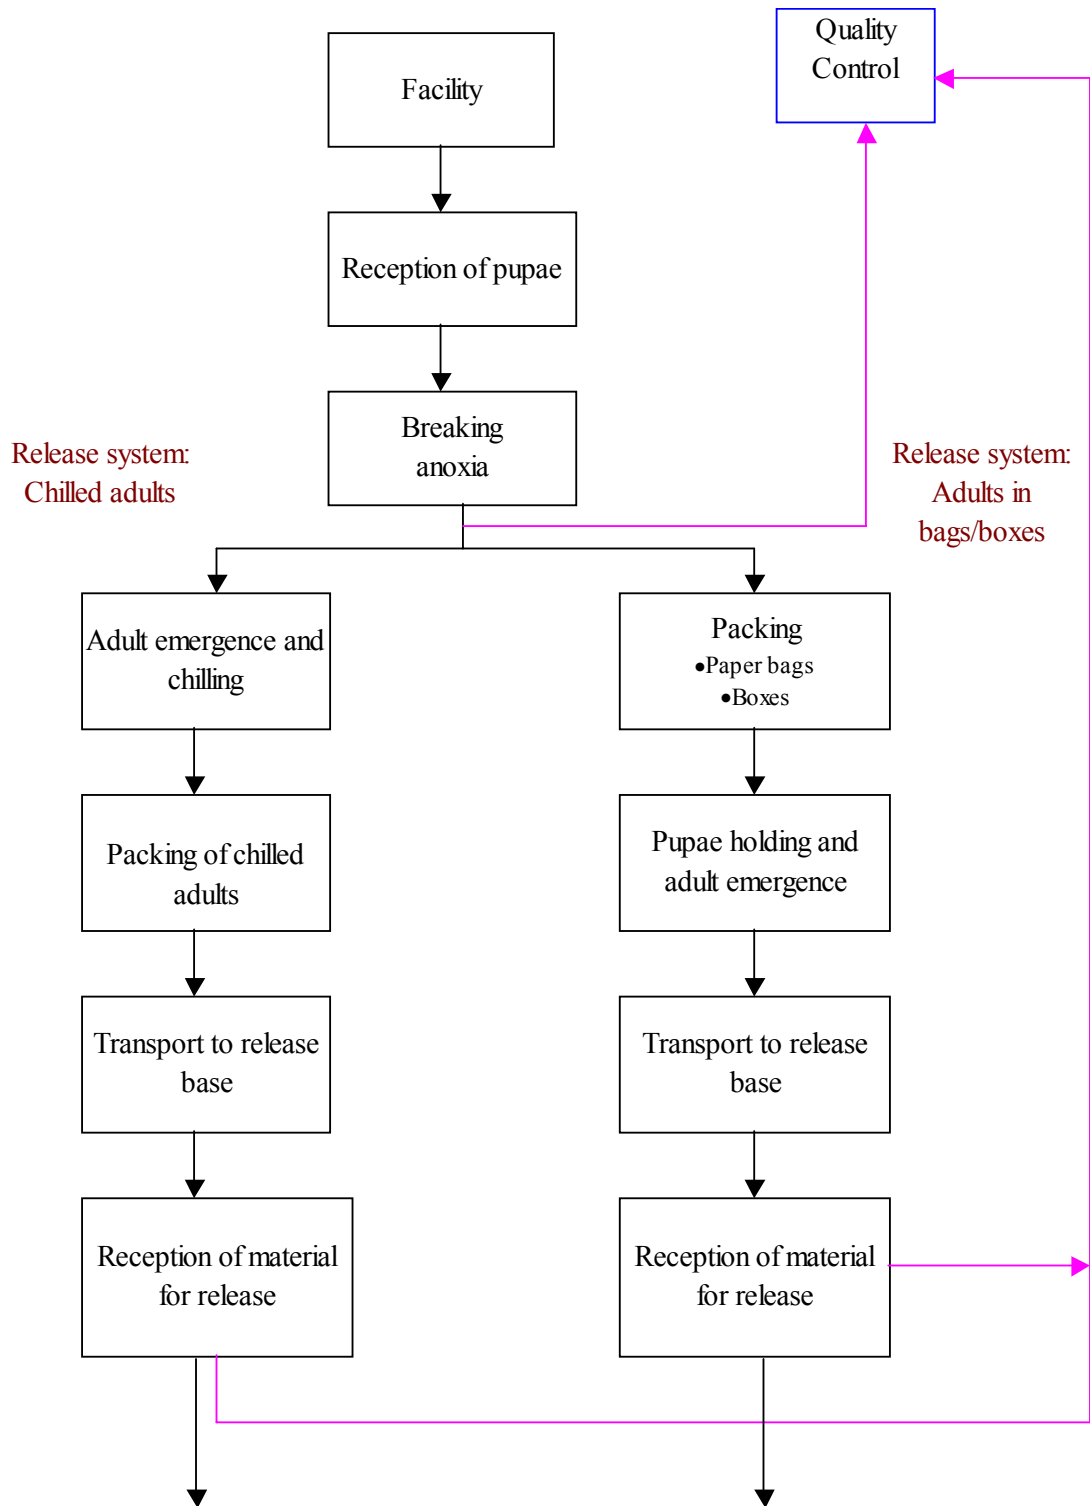 Quality
Control
Facility
Reception of pupae
Breaking
anoxia
Release system:
Chilled adults
Release system:
Adults in
bags/boxes
Adult emergence and
chilling
Packing
•Paper bags
•Boxes
Packing of chilled
adults
Pupae holding and
adult emergence
Transport to release
base
Transport to release
base
Reception of material
for release
Reception of material
for release